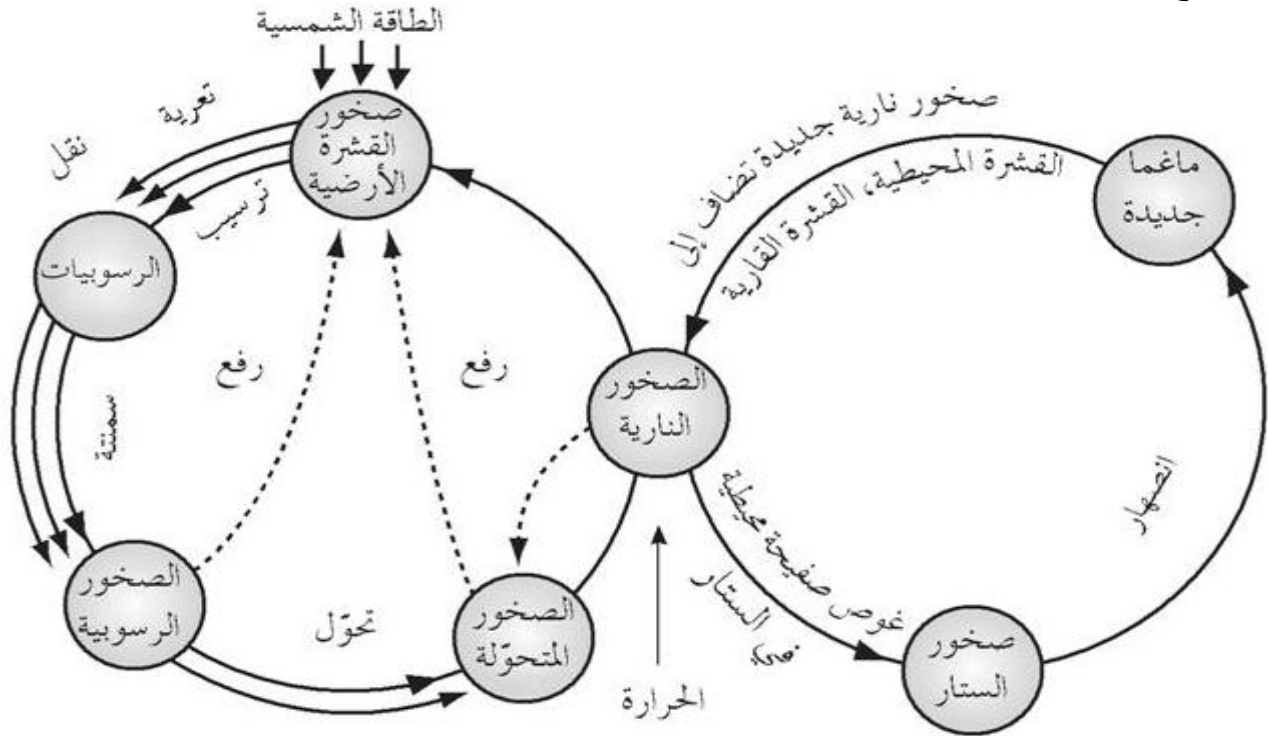 الطاقة الشمسية
صخور
القشرة
الأرضية
تعرية
نقل
ترسيب
الرسوبيات
سمنتة
رفع
رفع
الصخور
الرسوبية
تحوّل
الصخور
المتحوّلة
الصخور
النارية
الحرارة
صخور نارية جديدة تضاف إلى
القشرة المحيطية، القشرة القارية
ماغما
جديدة
انصهار
غوص صفيحة محيطية
في الستار
صخور
الستار